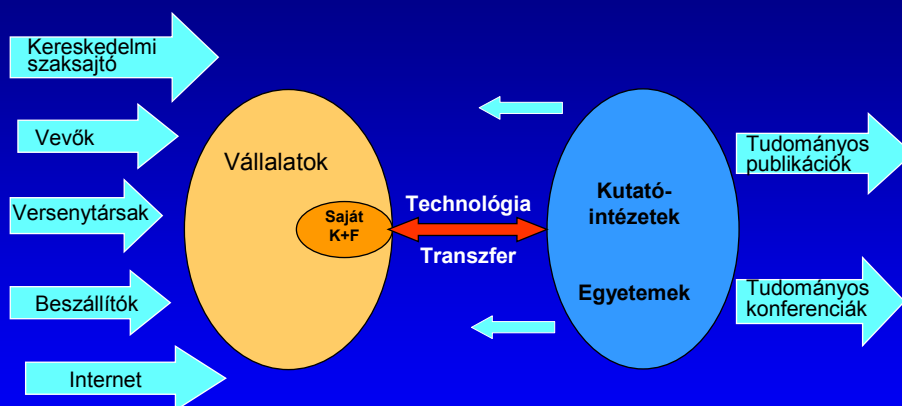 Kereskedelmi
szaksajtó
Vevők
Versenytársak
Beszállítók
Internet
Vállalatok
Saját
K+F
Technológia
Transzfer
Kutató-
intézetek
Egyetemek
Tudományos
publikációk
Tudományos
konferenciák